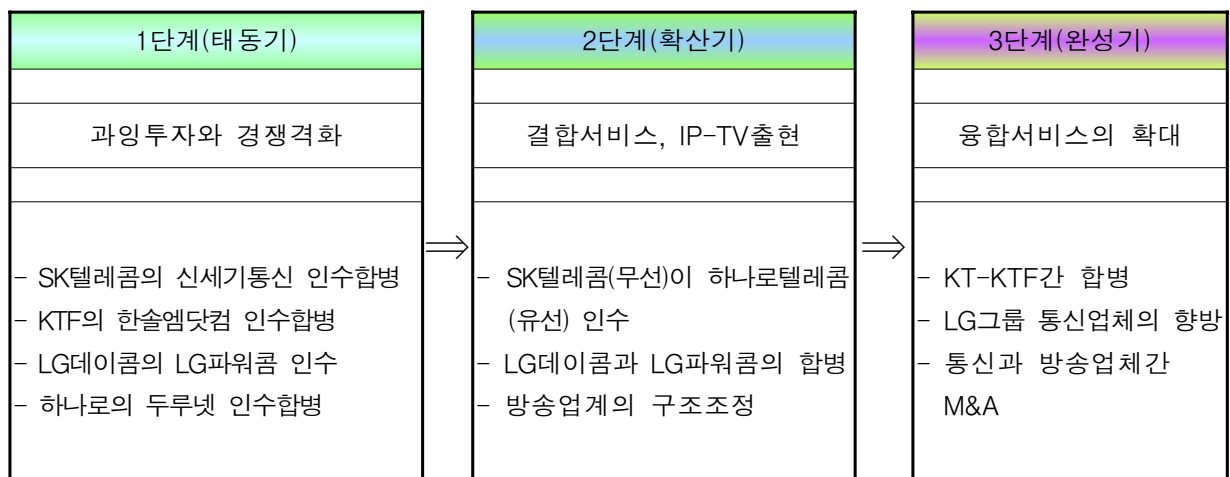 1단계(태동기)
과잉투자와 경쟁격화
- SK텔레콤의 신세기통신 인수합병
- KTF의 한솔엠닷컴 인수합병
- LG데이콤의 LG파워콤 인수
- 하나로의 두루넷 인수합병
⇒
2단계(확산기)
결합서비스, IP-TV출현
- SK텔레콤(무선)이 하나로텔레콤
(유선) 인수
- LG데이콤과 LG파워콤의 합병
- 방송업계의 구조조정
⇒
3단계(완성기)
융합서비스의 확대
- KT-KTF간 합병
- LG그룹 통신업체의 향방
- 통신과 방송업체간
M&A